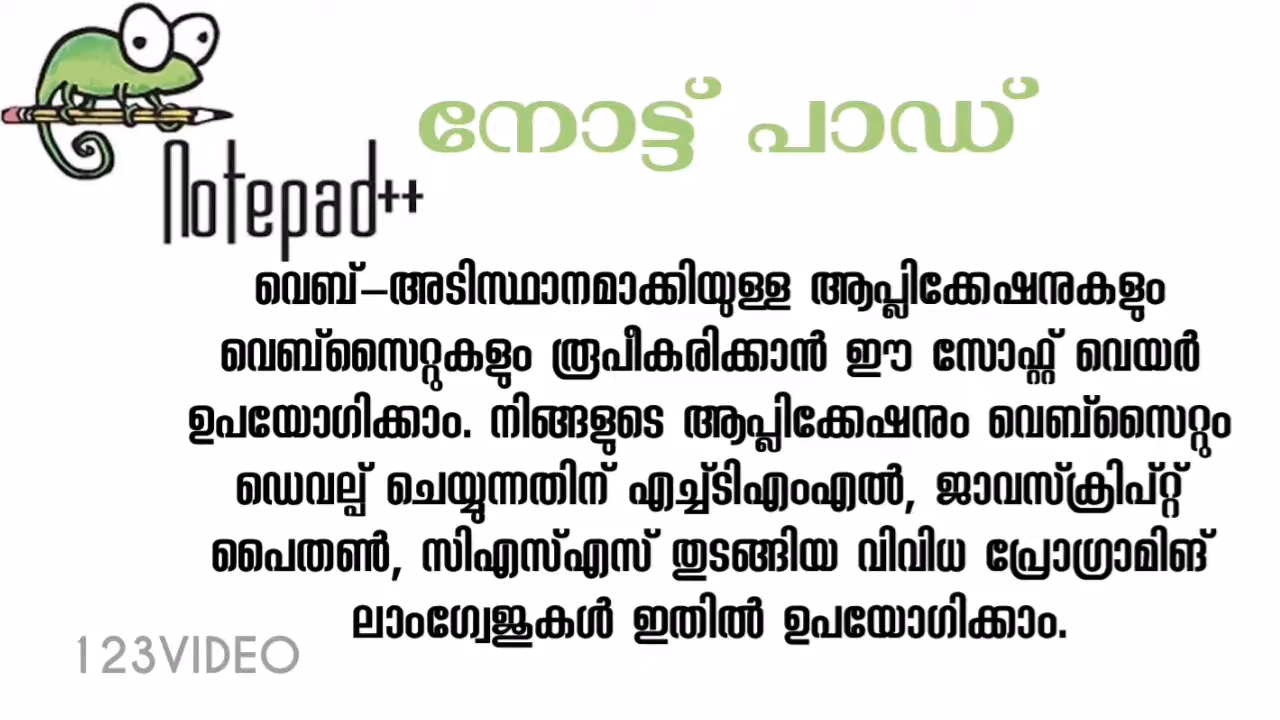 നോട്ട് പാഡ്
Notepad++
വെബ്-അടിസ്ഥാനമാക്കിയുള്ള ആപ്ലിക്കേഷനുകളും
വെബ്സൈറ്റുകളും രൂപീകരിക്കാൻ ഈ സോഫ്റ്റ് വെയർ
ഉപയോഗിക്കാം. നിങ്ങളുടെ ആപ്ലിക്കേഷനും വെബ്സൈറ്റും
ഡെവലപ്പ് ചെയ്യുന്നതിന് എച്ച്ടിഎംഎൽ, ജാവസ്ക്രിപ്റ്റ്
പൈതൺ, സിഎസ്എസ് തുടങ്ങിയ വിവിധ പ്രോഗ്രാമിങ്
ലാംഗ്വേജുകൾ ഇതിൽ ഉപയോഗിക്കാം.
123VIDEO